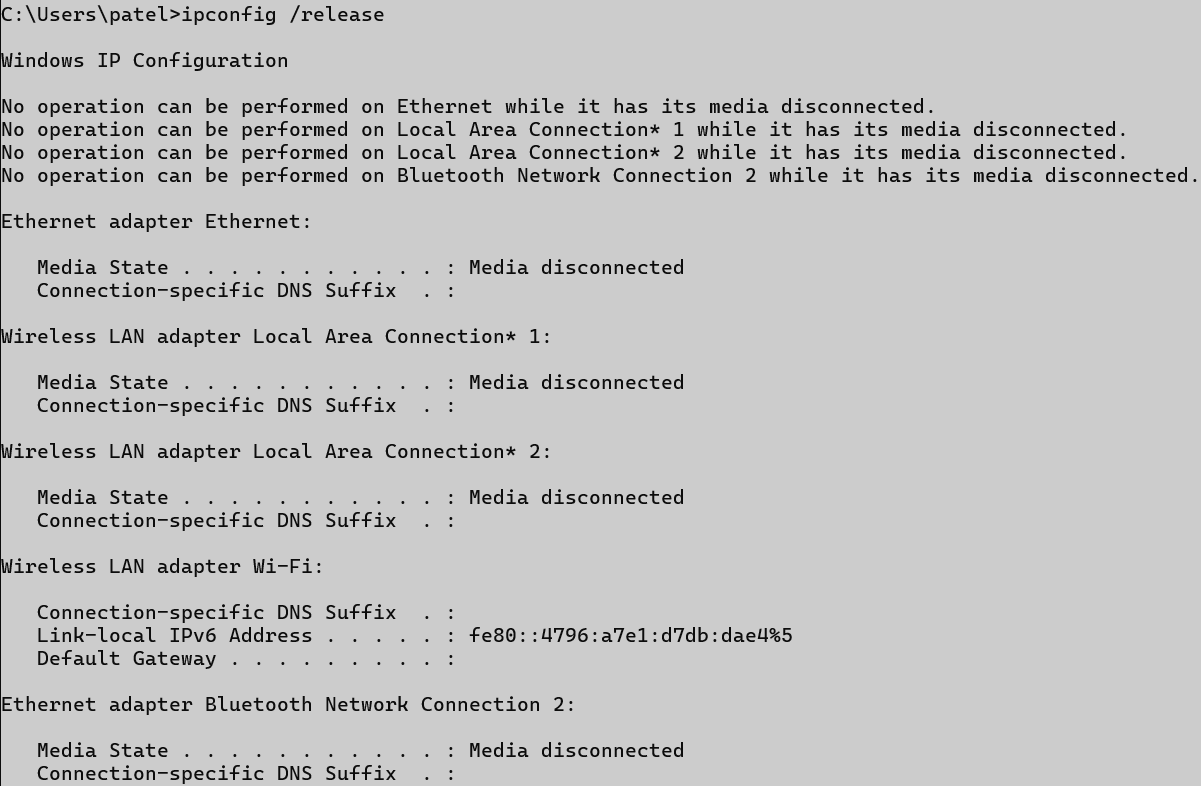 C:\Users\patel>ipconfig /release
Windows IP Configuration
No operation can be performed on Ethernet while it has its media disconnected.
No operation can be performed on Local Area Connection* 1 while it has its media disconnected.
No operation can be performed on Local Area Connection* 2 while it has its media disconnected.
No operation can be performed on Bluetooth Network Connection 2 while it has its media disconnected.
Ethernet adapter Ethernet:
   Media State . . . . . . . . . . . : Media disconnected
   Connection-specific DNS Suffix  . :
Wireless LAN adapter Local Area Connection* 1:
   Media State . . . . . . . . . . . : Media disconnected
   Connection-specific DNS Suffix  . :
Wireless LAN adapter Local Area Connection* 2:
   Media State . . . . . . . . . . . : Media disconnected
   Connection-specific DNS Suffix  . :
Wireless LAN adapter Wi-Fi:
   Connection-specific DNS Suffix  . :
   Link-local IPv6 Address . . . . . : fe80::4796:a7e1:d7db:dae4%5
   Default Gateway . . . . . . . . . :
Ethernet adapter Bluetooth Network Connection 2:
   Media State . . . . . . . . . . . : Media disconnected
   Connection-specific DNS Suffix  . :